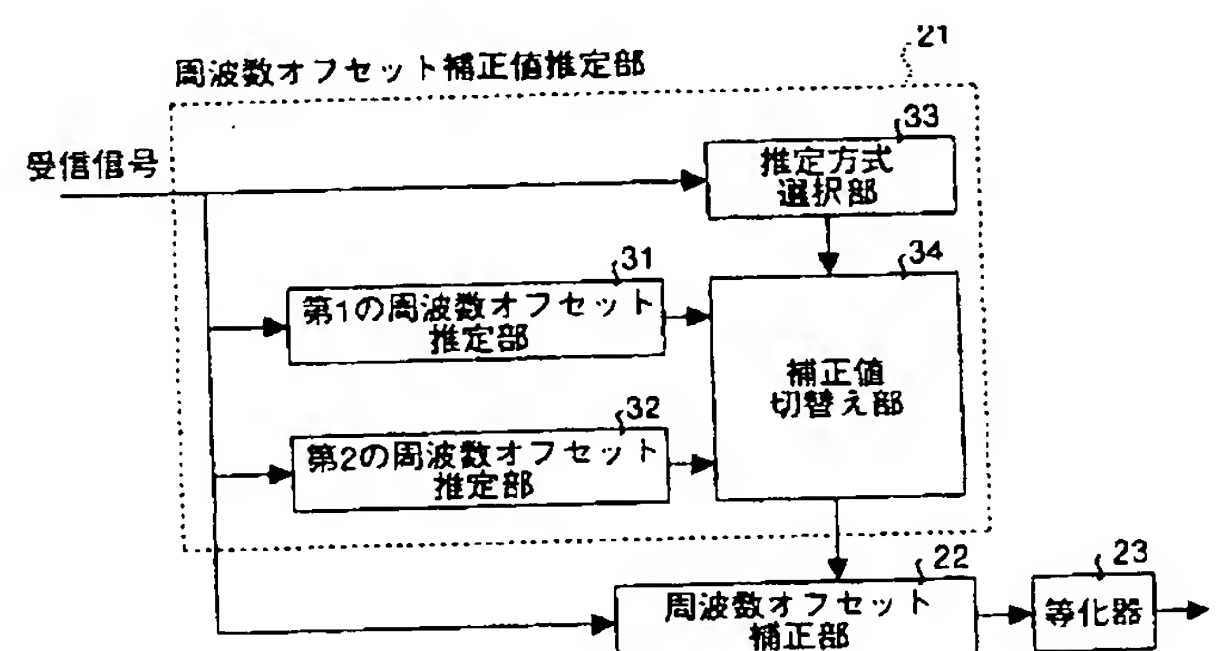 21
周波数オフセット補正値推定部
33
受信信号
推定方式
選択部
31
34
第1の周波数オフセット
推定部
補正値
切替え部
32
第2の周波数オフセット
推定部
22
23
周波数オフセット
補正部
等化器